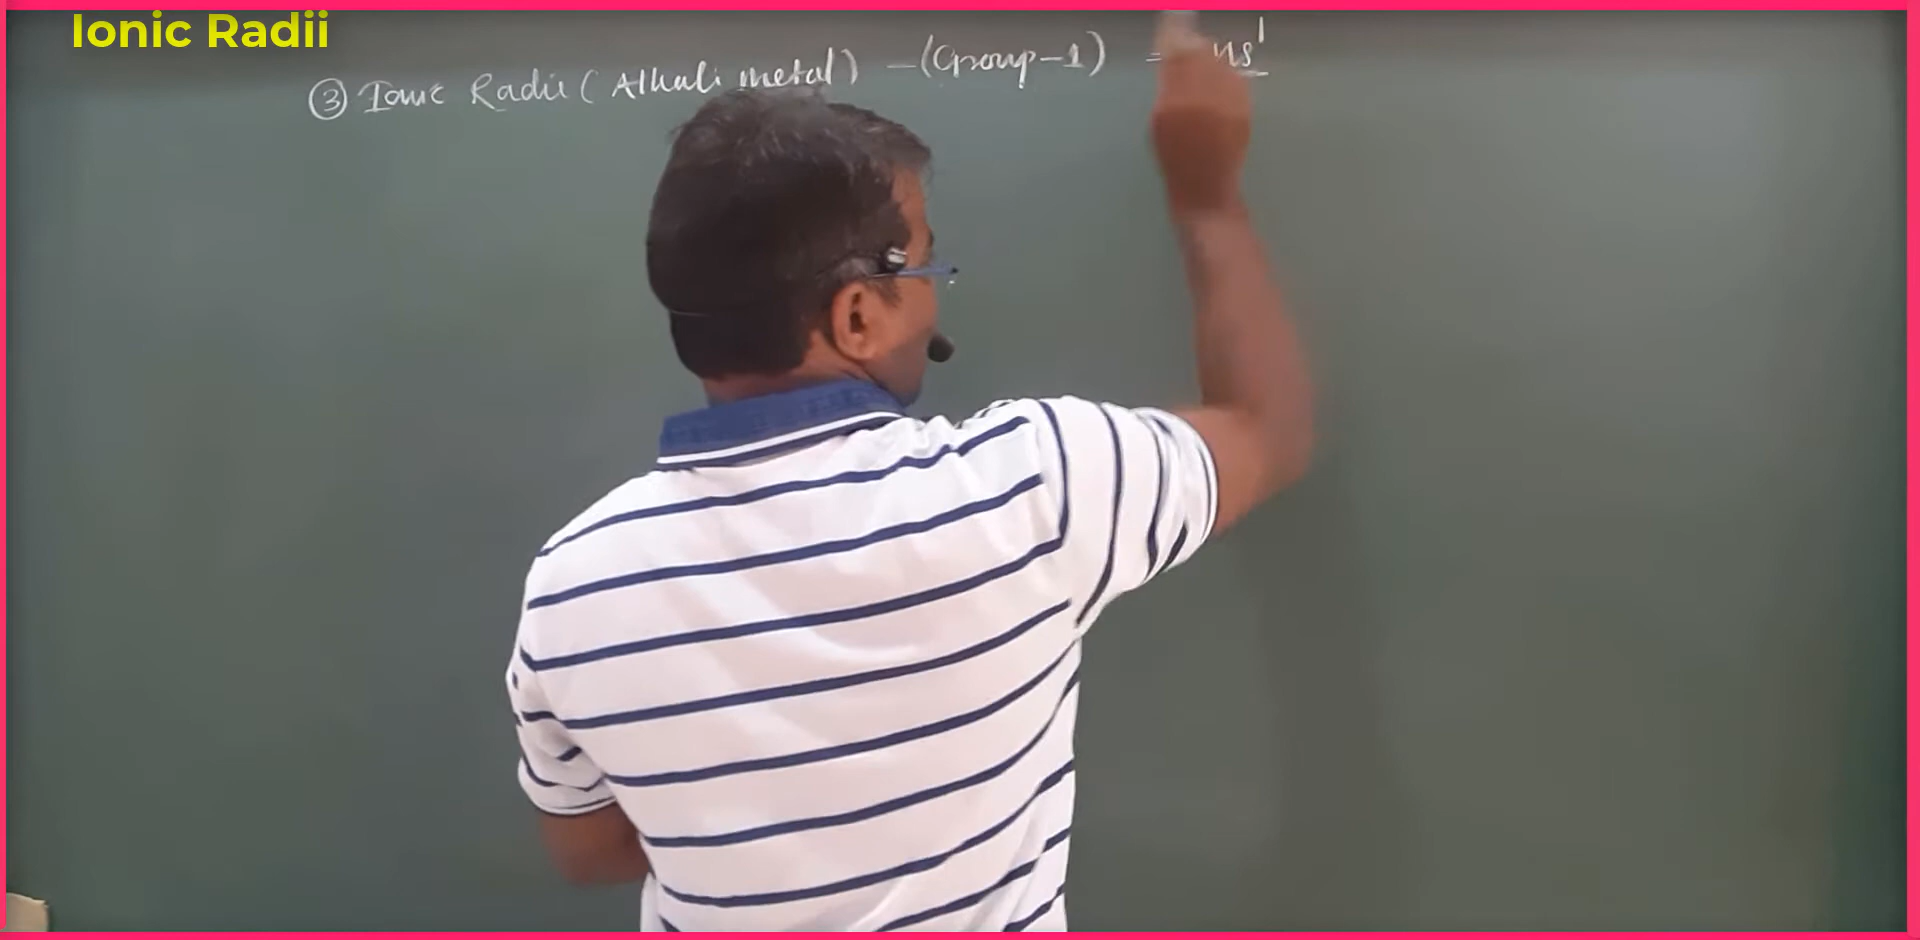 Ionic Radii
③ Ionic Radii (Alkali metal) – (Group-1) = ns¹